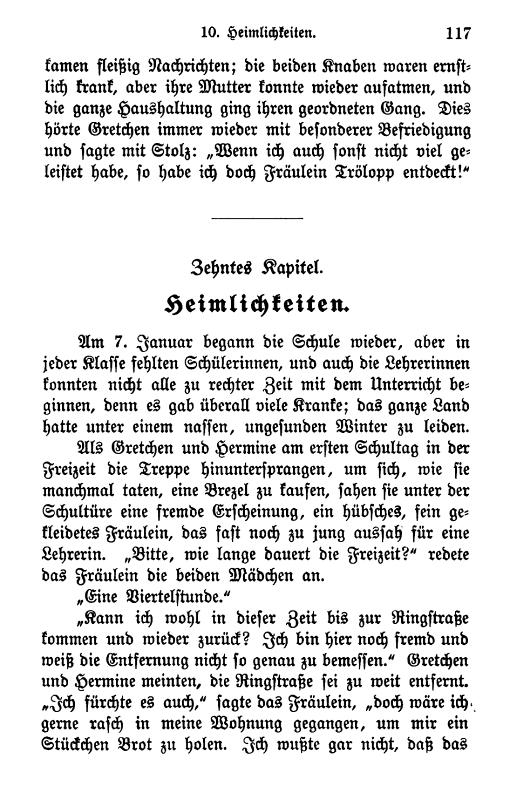 10. Heimlichkeiten. 117
kamen fleißig Nachrichten; die beiden Knaben waren ernst-
lich krank, aber ihre Mutter konnte wieder aufatmen, und
die ganze Haushaltung ging ihren geordneten Gang. Dies
hörte Gretchen immer wieder mit besonderer Befriedigung
und sagte mit Stolz: „Wenn ich auch sonst nicht viel ge-
leistet habe, so habe ich doch Fräulein Trölopp entdeckt!“
Zehntes Kapitel.
Heimlichkeiten.
Am 7. Januar begann die Schule wieder, aber in
jeder Klasse fehlten Schülerinnen, und auch die Lehrerinnen
konnten nicht alle zu rechter Zeit mit dem Unterricht be-
ginnen, denn es gab überall viele Kranke; das ganze Land
hatte unter einem nassen, ungesunden Winter zu leiden.
Als Gretchen und Hermine am ersten Schultag in der
Freizeit die Treppe hinuntersprangen, um sich, wie sie
manchmal taten, eine Brezel zu kaufen, sahen sie unter der
Schultüre eine fremde Erscheinung, ein hübsches, fein ge-
kleidetes Fräulein, das fast noch zu jung aussah für eine
Lehrerin. „Bitte, wie lange dauert die Freizeit?“ redete
das Fräulein die beiden Mädchen an.
„Eine Viertelstunde.“
„Kann ich wohl in dieser Zeit bis zur Ringstraße
kommen und wieder zurück? Ich bin hier noch fremd und
weiß die Entfernung nicht so genau zu bemessen.“ Gretchen
und Hermine meinten, die Ringstraße sei zu weit entfernt.
„Ich fürchte es auch,“ sagte das Fräulein, „doch wäre ich
gerne rasch in meine Wohnung gegangen, um mir ein
Stückchen Brot zu holen. Ich wußte gar nicht, daß das